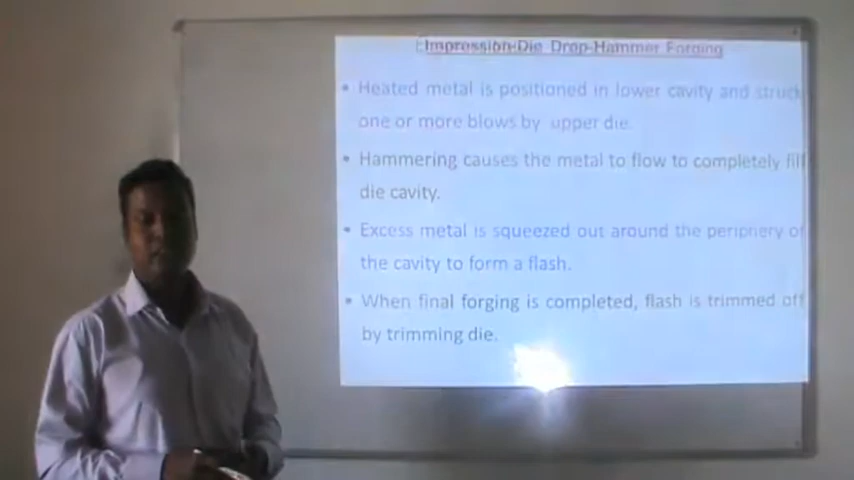 Impression-Die Drop-Hammer Forging
• Heated metal is positioned in lower cavity and struck
one or more blows by upper die.
• Hammering causes the metal to flow to completely fill
die cavity.
• Excess metal is squeezed out around the periphery of
the cavity to form a flash.
• When final forging is completed, flash is trimmed off
by trimming die.